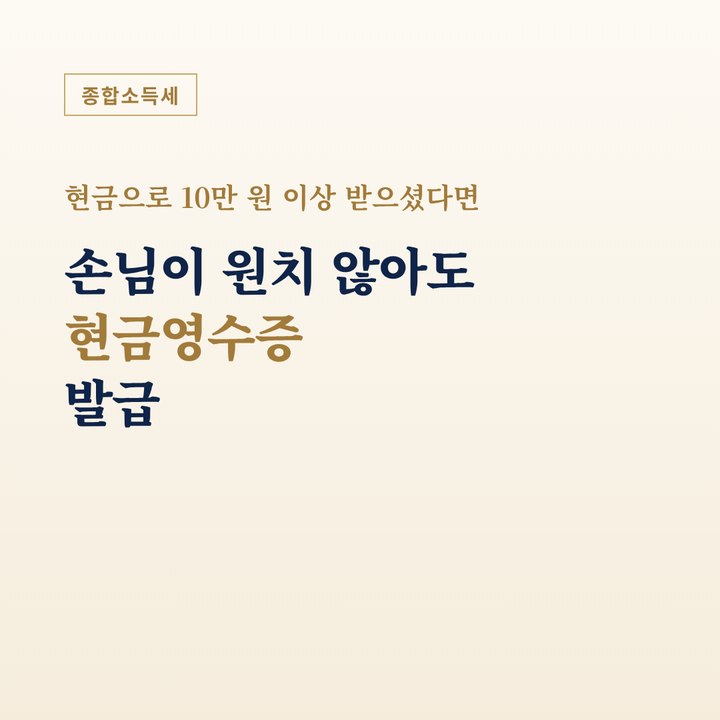 종합소득세
현금으로 10만 원 이상 받으셨다면
손님이 원치 않아도
현금영수증
발급